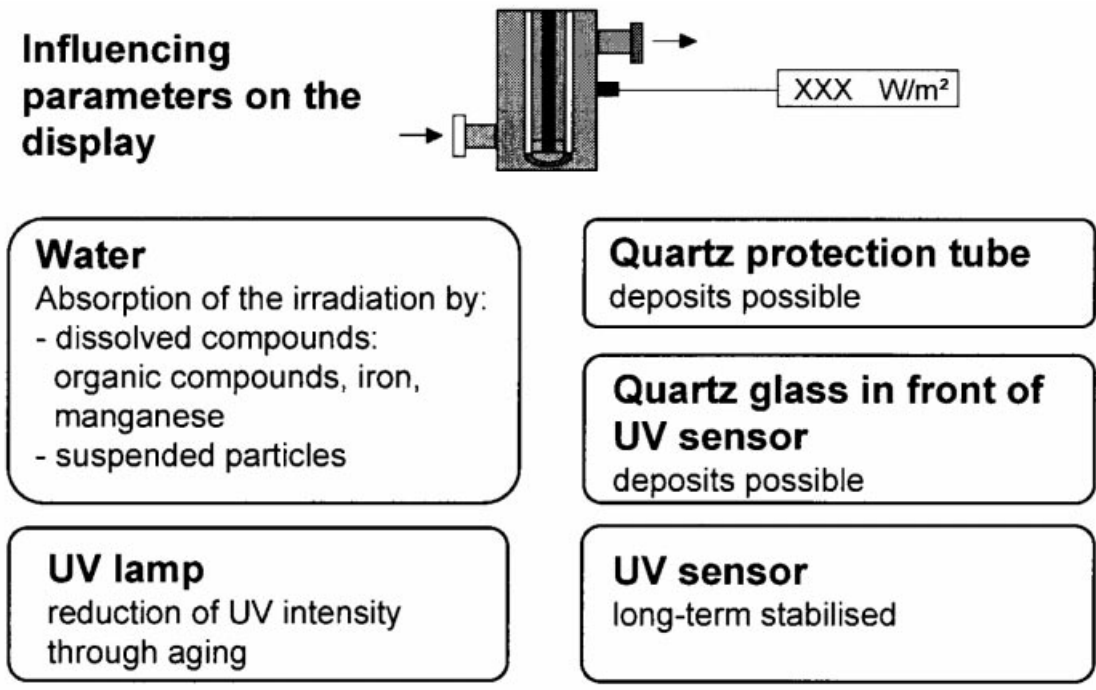 Influencing
parameters on the
display
XXX W/m²
Water
Absorption of the irradiation by:
- dissolved compounds:
organic compounds, iron,
manganese
- suspended particles
Quartz protection tube
deposits possible
Quartz glass in front of
UV sensor
deposits possible
UV lamp
reduction of UV intensity
through aging
UV sensor
long-term stabilised